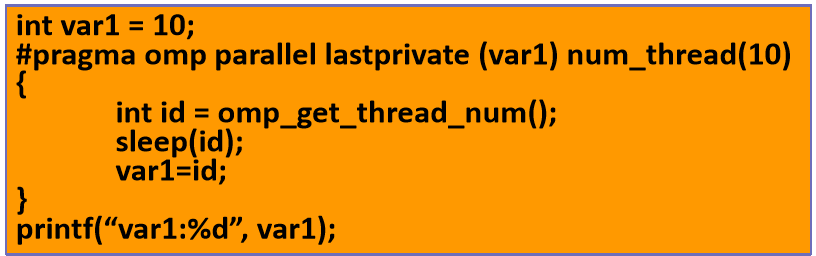 int var1 = 10;
#pragma omp parallel lastprivate (var1) num_thread(10)
{
int id = omp_get_thread_num();
sleep(id);
var1=id;
}
printf(“var1:%d”, var1);